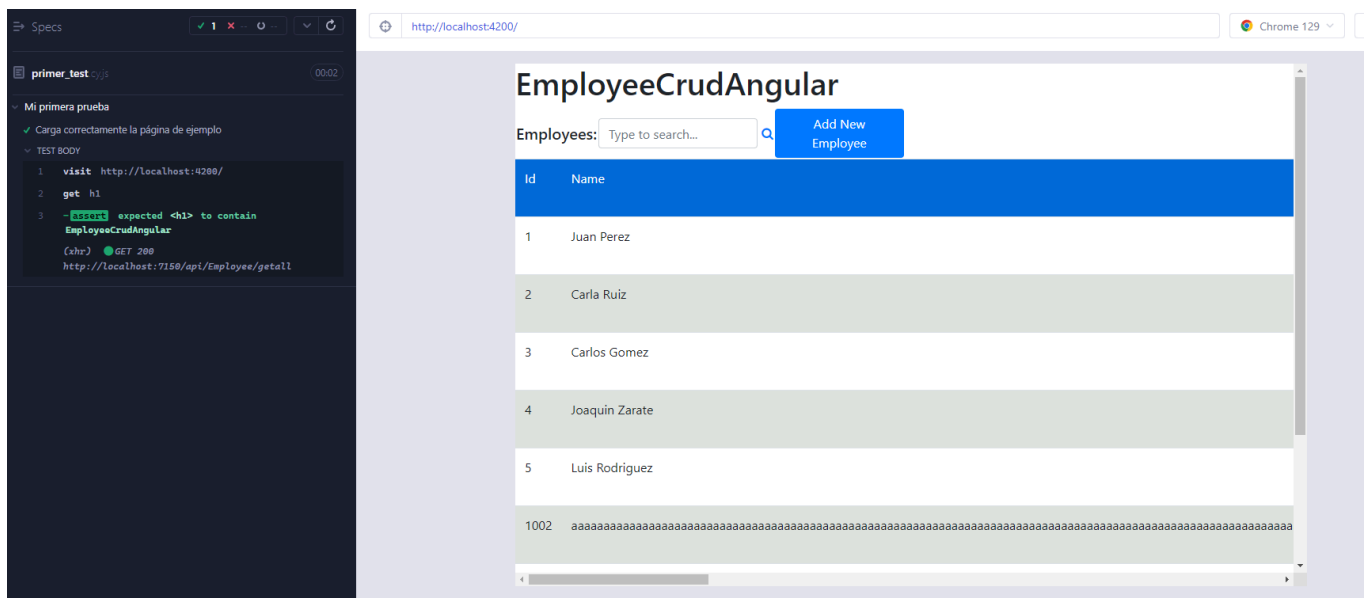 Specs
1 -- --
http://localhost:4200/
Chrome 129
primer_test cy.js
00:02
Mi primera prueba
Carga correctamente la página de ejemplo
TEST BODY
1 visit http://localhost:4200/
2 get h1
3 -assert expected <h1> to contain
EmployeeCrudAngular
(xhr) GET 200
http://localhost:7150/api/Employee/getall
EmployeeCrudAngular
Employees: Type to search...
Add New
Employee
Id Name
1 Juan Perez
2 Carla Ruiz
3 Carlos Gomez
4 Joaquin Zarate
5 Luis Rodriguez
1002